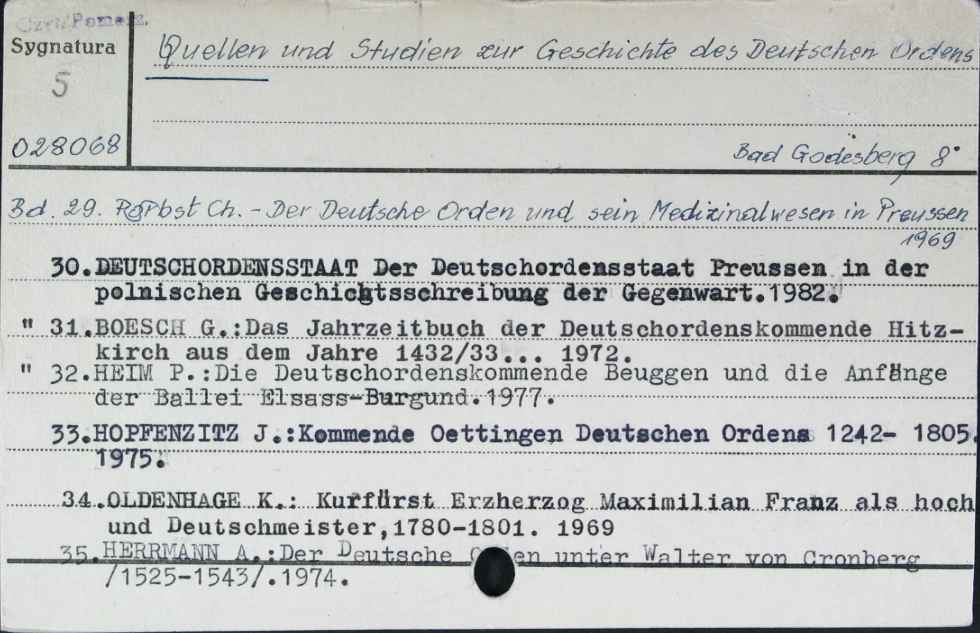 Czyt. Pomorz.
Sygnatura
5
028068
Quellen und Studien zur Geschichte des Deutschen Ordens
Bad Godesberg 8°
Bd. 29. Probst Ch. - Der Deutsche Orden und sein Medizinalwesen in Preussen
1969
30. DEUTSCHORDENSSTAAT Der Deutschordensstaat Preussen in der
polnischen Geschichtsschreibung der Gegenwart. 1982.
" 31. BOESCH G.: Das Jahrzeitbuch der Deutschordenskommende Hitz-
kirch aus dem Jahre 1432/33... 1972.
" 32. HEIM P.: Die Deutschordenskommende Beuggen und die Anfänge
der Ballei Elsass-Burgund. 1977.
33. HOPFENZITZ J.: Kommende Oettingen Deutschen Ordens 1242- 1805.
1975.
34. OLDENHAGE K.: Kurfürst Erzherzog Maximilian Franz als hoch
und Deutschmeister, 1780-1801. 1969
35. HERRMANN A.: Der Deutsche Orden unter Walter von Cronberg
/1525-1543/. 1974.